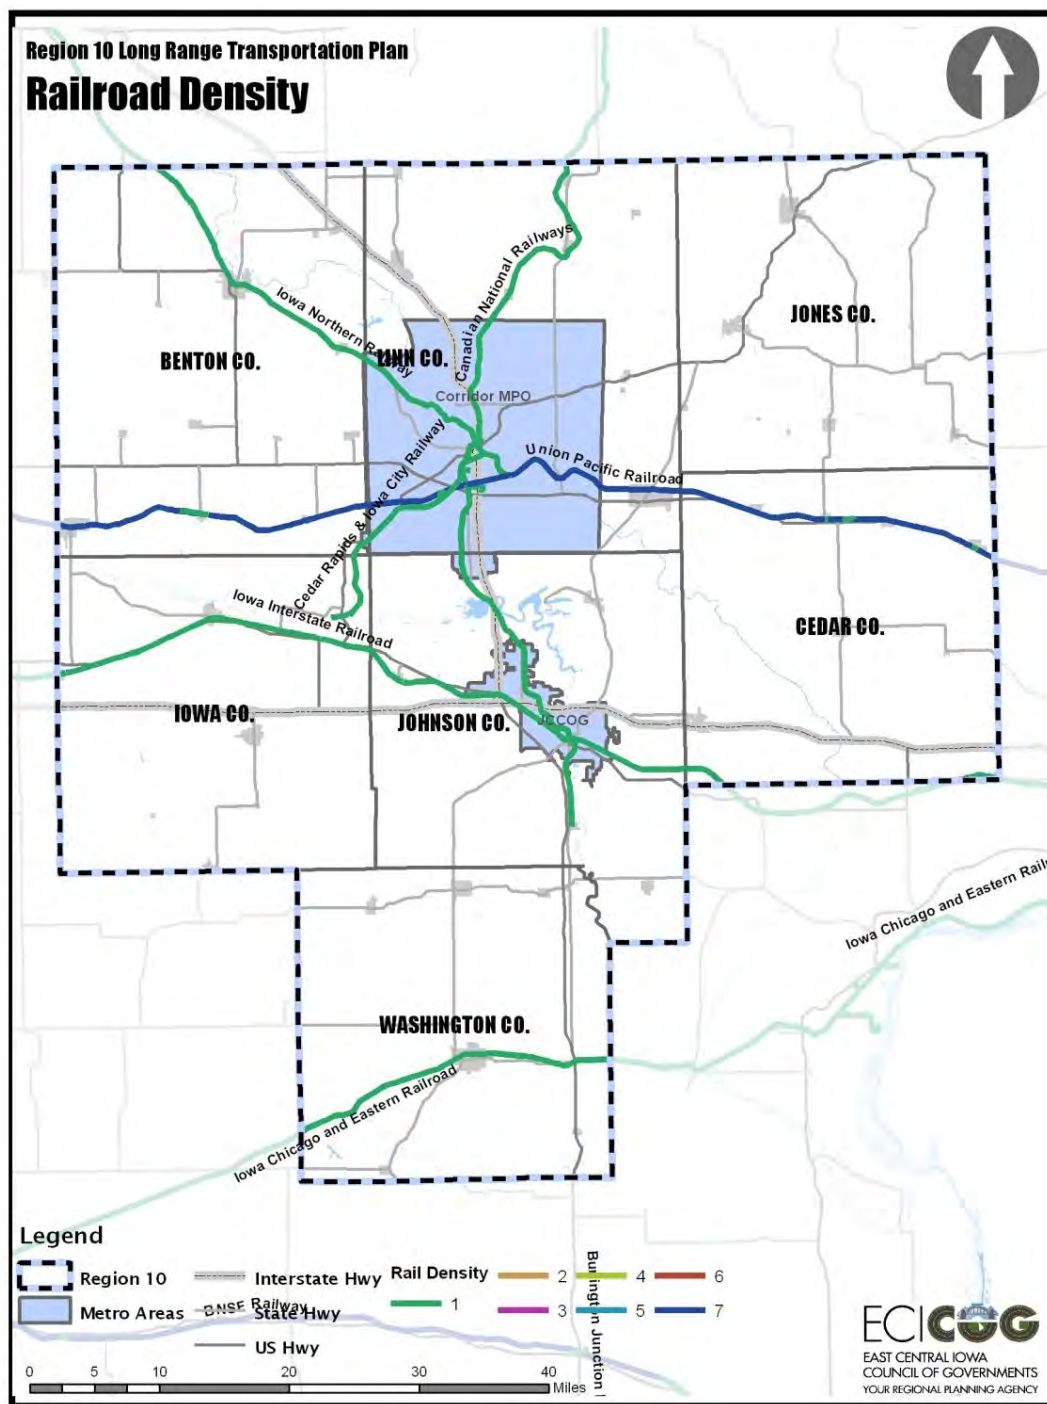 Region 10 Long Range Transportation Plan
Railroad Density
Canadian National Railways
JONES CO.
Iowa Northern Railway
BENTON CO.
LINN CO.
Corridor MPO
Union Pacific Railroad
Cedar Rapids & Iowa City Railway
Iowa Interstate Railroad
CEDAR CO.
IOWA CO.
JOHNSON CO.
JCCOG
Iowa Chicago and Eastern
WASHINGTON CO.
Iowa Chicago and Eastern Railroad
Legend
Region 10
Metro Areas
Interstate Hwy
State Hwy
US Hwy
BNSF Railway
Rail Density
1
2
3
4
5
6
7
Burlington Junction
0 5 10 20 30 40
Miles
ECICOG
EAST CENTRAL IOWA
COUNCIL OF GOVERNMENTS
YOUR REGIONAL PLANNING AGENCY